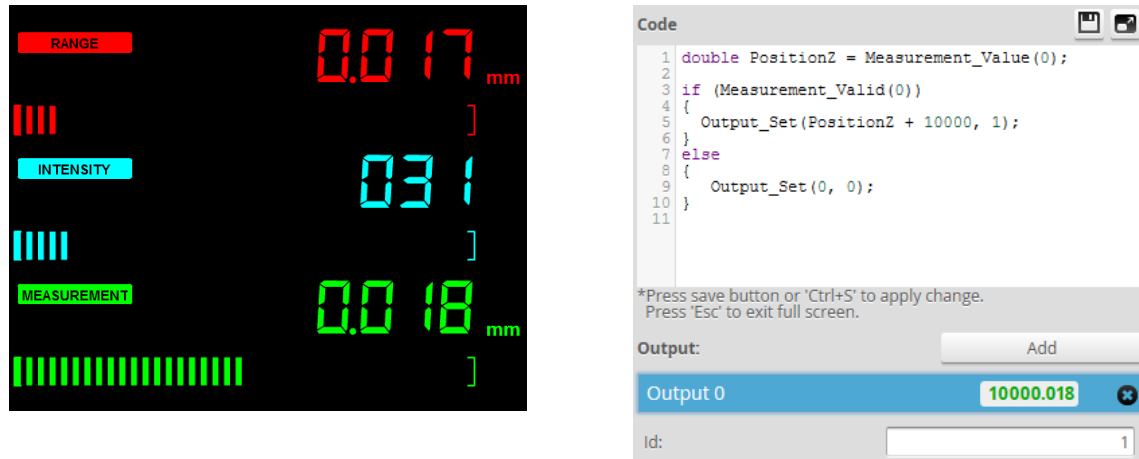 RANGE
0.017 mm
INTENSITY
031
MEASUREMENT
0.018 mm
Code
1 double PositionZ = Measurement_Value(0);
2
3 if (Measurement_Valid(0))
4 {
5   Output_Set(PositionZ + 10000, 1);
6 }
7 else
8 {
9    Output_Set(0, 0);
10 }
11
*Press save button or 'Ctrl+S' to apply change.
Press 'Esc' to exit full screen.
Output: Add
Output 0 10000.018
Id: 1